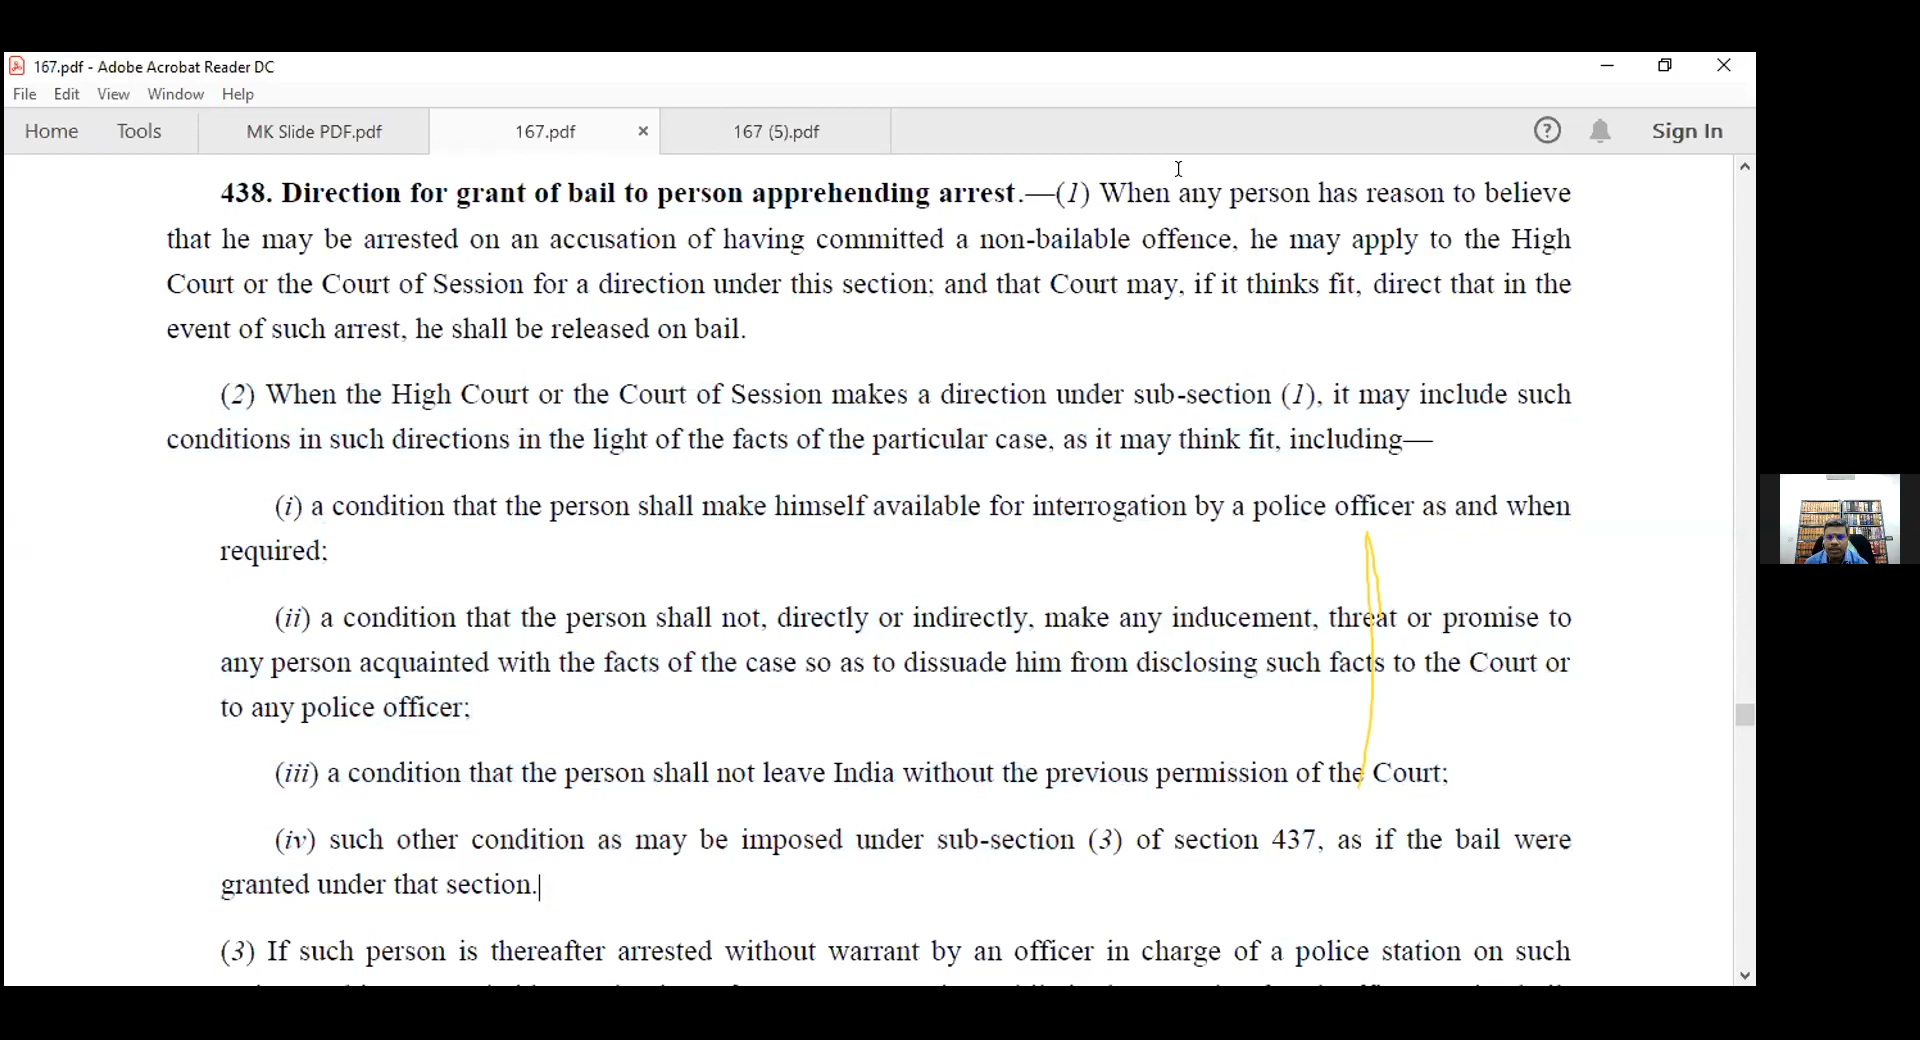 167.pdf - Adobe Acrobat Reader DC
File Edit View Window Help
Home Tools MK Slide PDF.pdf 167.pdf × 167 (5).pdf ? Sign In
438. Direction for grant of bail to person apprehending arrest.—(1) When any person has reason to believe
that he may be arrested on an accusation of having committed a non-bailable offence, he may apply to the High
Court or the Court of Session for a direction under this section; and that Court may, if it thinks fit, direct that in the
event of such arrest, he shall be released on bail.
(2) When the High Court or the Court of Session makes a direction under sub-section (1), it may include such
conditions in such directions in the light of the facts of the particular case, as it may think fit, including—
(i) a condition that the person shall make himself available for interrogation by a police officer as and when
required;
(ii) a condition that the person shall not, directly or indirectly, make any inducement, threat or promise to
any person acquainted with the facts of the case so as to dissuade him from disclosing such facts to the Court or
to any police officer;
(iii) a condition that the person shall not leave India without the previous permission of the Court;
(iv) such other condition as may be imposed under sub-section (3) of section 437, as if the bail were
granted under that section.
(3) If such person is thereafter arrested without warrant by an officer in charge of a police station on such